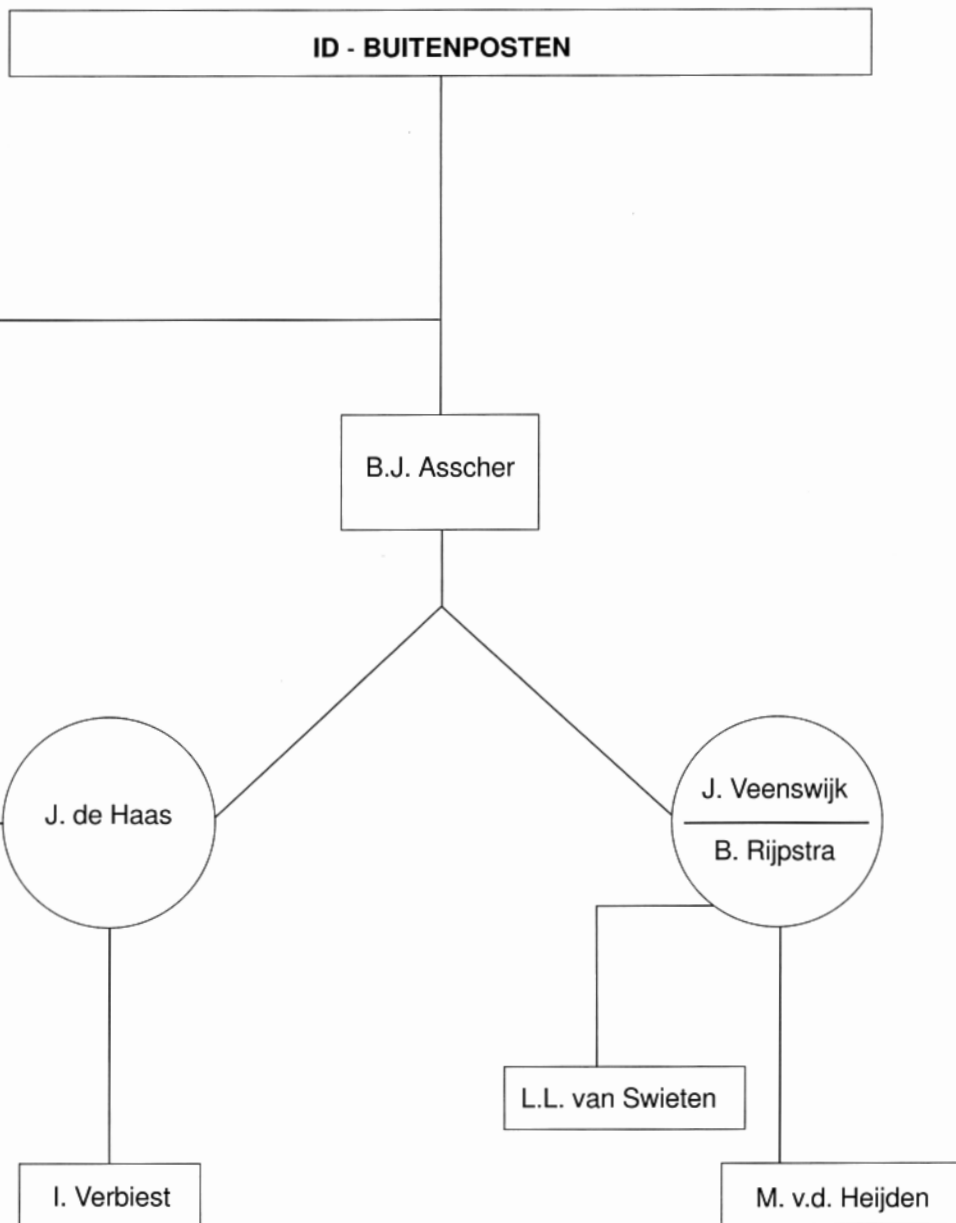 ID - BUITENPOSTEN
B.J. Asscher
J. de Haas
J. Veenswijk
B. Rijpstra
L.L. van Swieten
I. Verbiest
M. v.d. Heijden